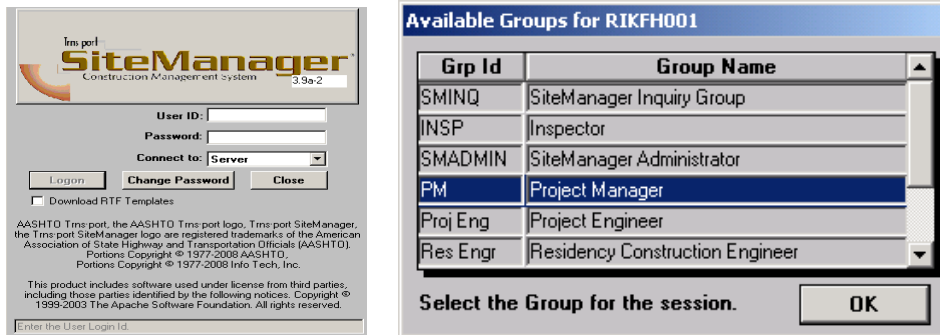 Trns·port
SiteManager
Construction Management System
3.9a-2
User ID:
Password:
Connect to: Server
Logon Change Password Close
Download RTF Templates
AASHTO Trns·port, the AASHTO Trns·port logo, Trns·port SiteManager,
the Trns·port SiteManager logo are registered trademarks of the American
Association of State Highway and Transportation Officials (AASHTO).
Portions Copyright © 1977-2008 AASHTO,
Portions Copyright © 1977-2008 Info Tech, Inc.
This product includes software used under license from third parties,
including those parties identified by the following notices. Copyright ©
1999-2003 The Apache Software Foundation. All rights reserved.
Enter the User Login Id.
Available Groups for RIKFH001
Grp Id Group Name
SMINQ SiteManager Inquiry Group
INSP Inspector
SMADMIN SiteManager Administrator
PM Project Manager
Proj Eng Project Engineer
Res Engr Residency Construction Engineer
Select the Group for the session. OK